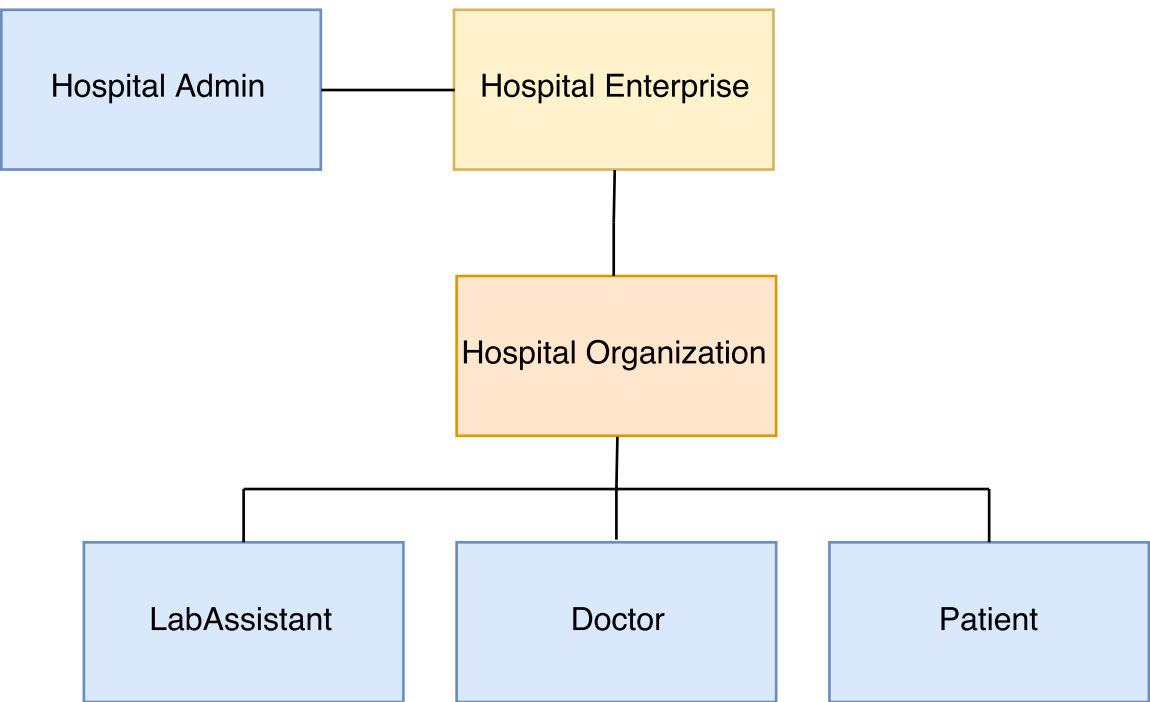 Hospital Admin
Hospital Enterprise
Hospital Organization
LabAssistant
Doctor
Patient